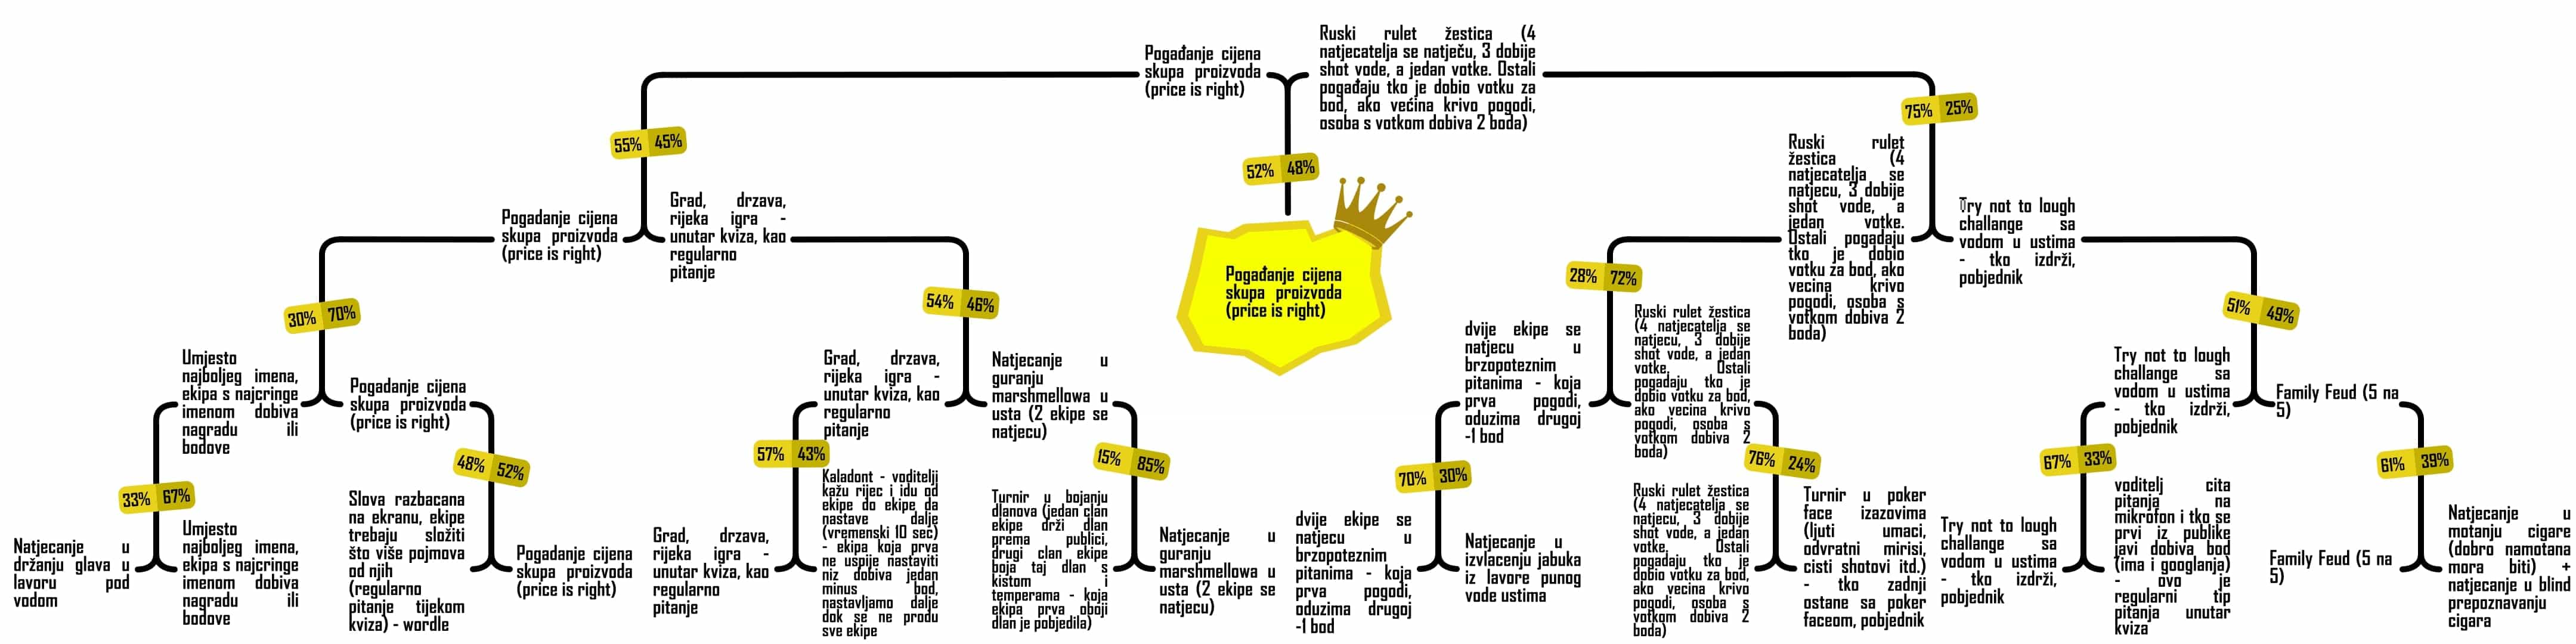 Pogađanje cijena
skupa proizvoda
(price is right)
Ruski rulet žestica (4
natjecatelja se natječu, 3 dobije
shot vode, a jedan votke. Ostali
pogađaju tko je dobio votku za
bod, ako većina krivo pogodi,
osoba s votkom dobiva 2 boda)
52% 48%
Pogađanje cijena
skupa proizvoda
(price is right)
55% 45%
75% 25%
Pogadanje cijena
skupa proizvoda
(price is right)
Grad, drzava,
rijeka igra -
unutar kviza, kao
regularno
pitanje
Ruski rulet
žestica (4
natjecatelja se
natjecu, 3 dobije
shot vode, a
jedan votke.
Ostali pogadaju
tko je dobio
votku za bod, ako
vecina krivo
pogodi, osoba s
votkom dobiva 2
boda)
Try not to lough
challange sa
vodom u ustima
- tko izdrži,
pobjednik
30% 70%
54% 46%
28% 72%
51% 49%
Umjesto
najboljeg imena,
ekipa s najcringe
imenom dobiva
nagradu ili
bodove
Pogadanje cijena
skupa proizvoda
(price is right)
Grad, drzava,
rijeka igra -
unutar kviza, kao
regularno
pitanje
Natjecanje u
guranju
marshmellowa u
usta (2 ekipe se
natjecu)
dvije ekipe se
natjecu u
brzopoteznim
pitanima - koja
prva pogodi,
oduzima drugoj
-1 bod
Ruski rulet žestica
(4 natjecatelja se
natjecu, 3 dobije
shot vode, a jedan
votke. Ostali
pogadaju tko je
dobio votku za bod,
ako vecina krivo
pogodi, osoba s
votkom dobiva 2
boda)
Try not to lough
challange sa
vodom u ustima
- tko izdrži,
pobjednik
Family Feud (5 na
5)
33% 67%
48% 52%
57% 43%
15% 85%
70% 30%
76% 24%
67% 33%
61% 39%
Natjecanje u
držanju glava u
lavoru pod
vodom
Umjesto
najboljeg imena,
ekipa s najcringe
imenom dobiva
nagradu ili
bodove
Slova razbacana
na ekranu, ekipe
trebaju složiti
što više pojmova
od njih
(regularno
pitanje tijekom
kviza) - wordle
Pogadanje cijena
skupa proizvoda
(price is right)
Grad, drzava,
rijeka igra -
unutar kviza, kao
regularno
pitanje
Kaladont - voditelji
kažu rijec i idu od
ekipe do ekipe da
nastave dalje
(vremenski 10 sec)
- ekipa koja prva
ne uspije nastaviti
niz dobiva jedan
minus bod,
nastavljamo dalje
dok se ne produ
sve ekipe
Turnir u bojanju
dlanova (jedan clan
ekipe drži dlan
prema publici,
drugi clan ekipe
boja taj dlan s
kistom i
temperama - koja
ekipa prva oboji
dlan je pobjedila)
Natjecanje u
guranju
marshmellowa u
usta (2 ekipe se
natjecu)
dvije ekipe se
natjecu u
brzopoteznim
pitanima - koja
prva pogodi,
oduzima drugoj
-1 bod
Natjecanje u
izvlacenju jabuka
iz lavore punog
vode ustima
Ruski rulet žestica
(4 natjecatelja se
natjecu, 3 dobije
shot vode, a jedan
votke. Ostali
pogadaju tko je
dobio votku za bod,
ako vecina krivo
pogodi, osoba s
votkom dobiva 2
boda)
Turnir u poker
face izazovima
(ljuti umaci,
odvratni mirisi,
cisti shotovi itd.)
- tko zadnji
ostane sa poker
faceom, pobjednik
Try not to lough
challange sa
vodom u ustima
- tko izdrži,
pobjednik
voditelj cita
pitanja na
mikrofon i tko se
prvi iz publike
javi dobiva bod
(ima i googlanja)
- ovo je
regularni tip
pitanja unutar
kviza
Family Feud (5 na
5)
Natjecanje u
motanju cigare
(dobro namotana
mora biti) +
natjecanje u blind
prepoznavanju
cigara